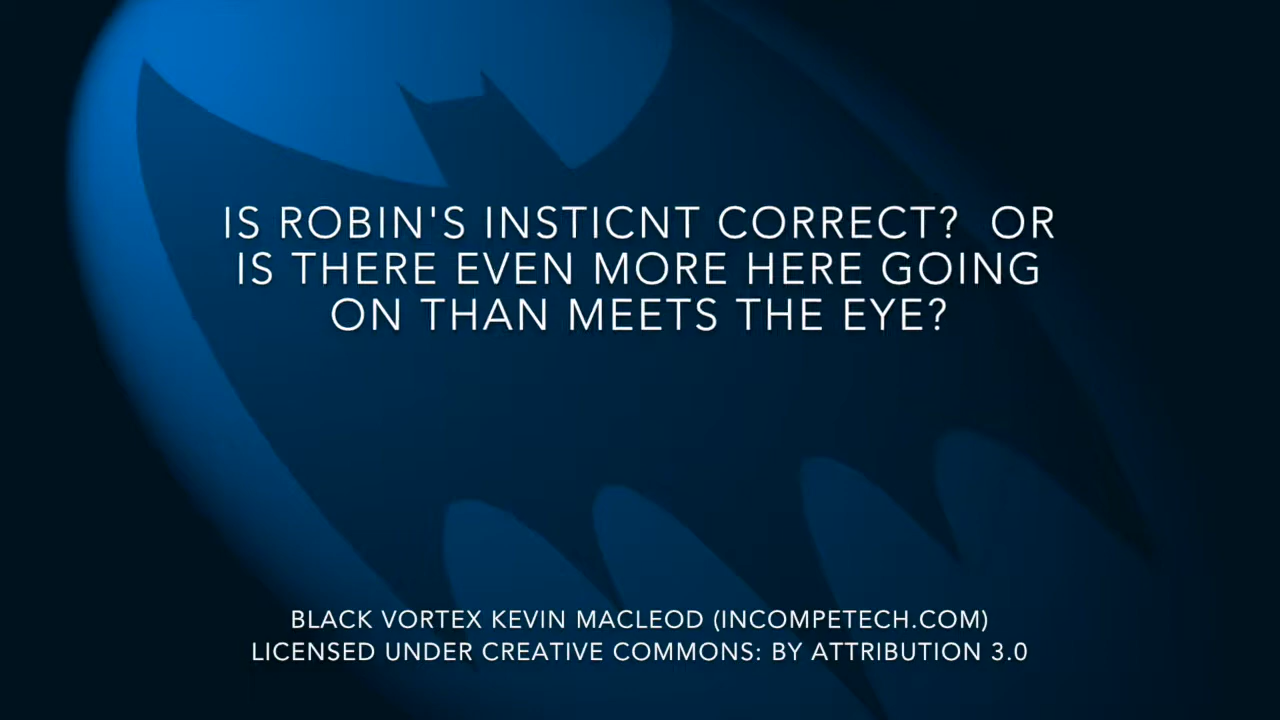 IS ROBIN'S INSTICNT CORRECT?  OR
IS THERE EVEN MORE HERE GOING
ON THAN MEETS THE EYE?
BLACK VORTEX KEVIN MACLEOD (INCOMPETECH.COM)
LICENSED UNDER CREATIVE COMMONS: BY ATTRIBUTION 3.0